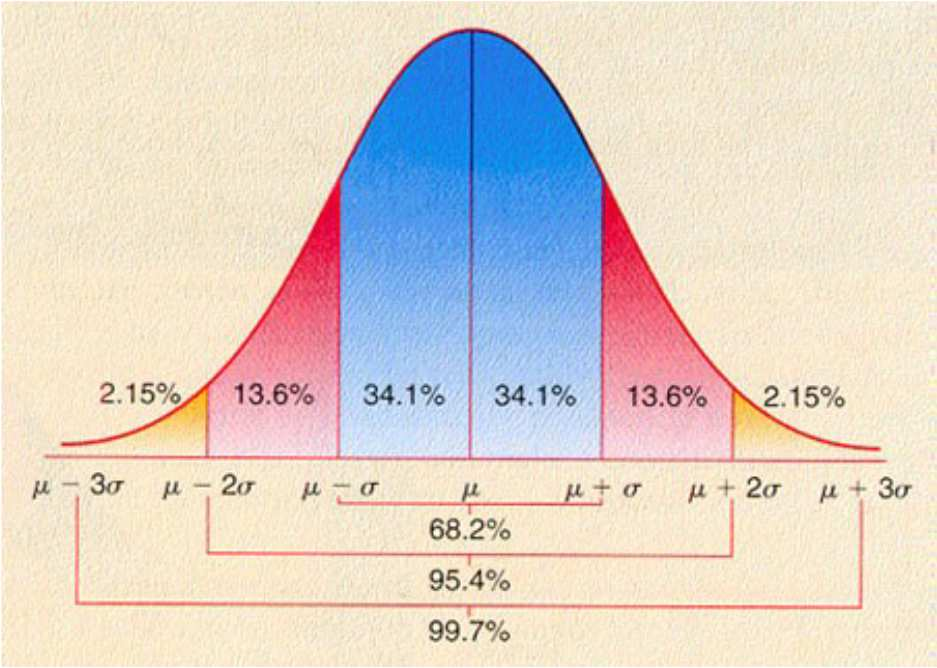 2.15% 13.6% 34.1% 34.1% 13.6% 2.15%
μ − 3σ μ − 2σ μ − σ μ μ + σ μ + 2σ μ + 3σ
68.2%
95.4%
99.7%